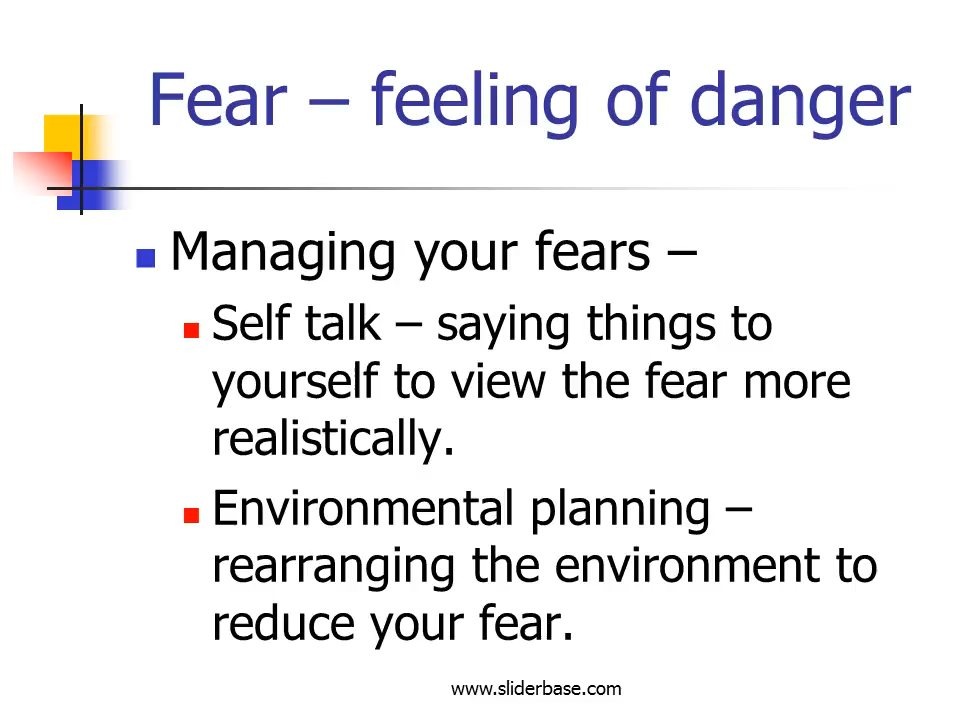 Fear – feeling of danger
Managing your fears –
Self talk – saying things to
yourself to view the fear more
realistically.
Environmental planning –
rearranging the environment to
reduce your fear.
www.sliderbase.com